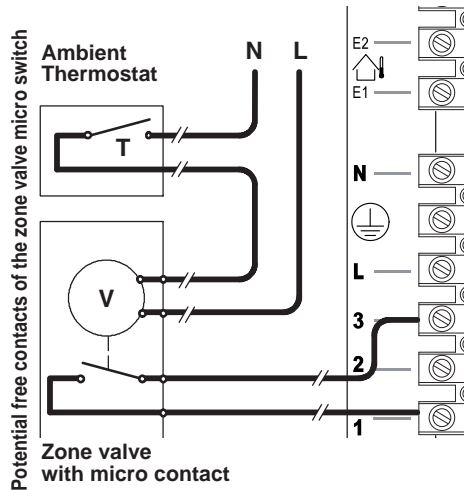 Ambient
Thermostat
N
L
E2
E1
T
N
L
V
3
2
1
Potential free contacts of the zone valve micro switch
Zone valve
with micro contact